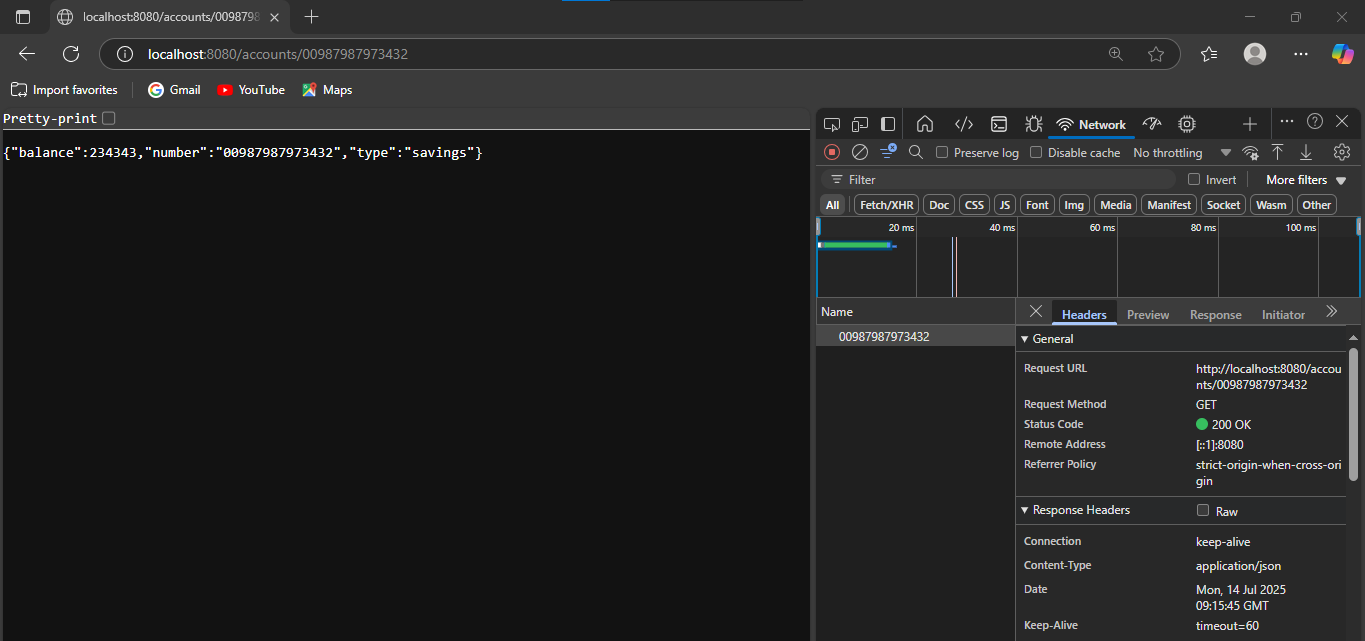 localhost:8080/accounts/0098798
localhost:8080/accounts/00987987973432
Import favorites
Gmail
YouTube
Maps
Pretty-print
{"balance":234343,"number":"00987987973432","type":"savings"}
Network
Preserve log
Disable cache
No throttling
Filter
Invert
More filters
All
Fetch/XHR
Doc
CSS
JS
Font
Img
Media
Manifest
Socket
Wasm
Other
20 ms
40 ms
60 ms
80 ms
100 ms
Name
Headers
Preview
Response
Initiator
00987987973432
General
Request URL
http://localhost:8080/accou
nts/00987987973432
Request Method
GET
Status Code
200 OK
Remote Address
[::1]:8080
Referrer Policy
strict-origin-when-cross-ori
gin
Response Headers
Raw
Connection
keep-alive
Content-Type
application/json
Date
Mon, 14 Jul 2025
09:15:45 GMT
Keep-Alive
timeout=60